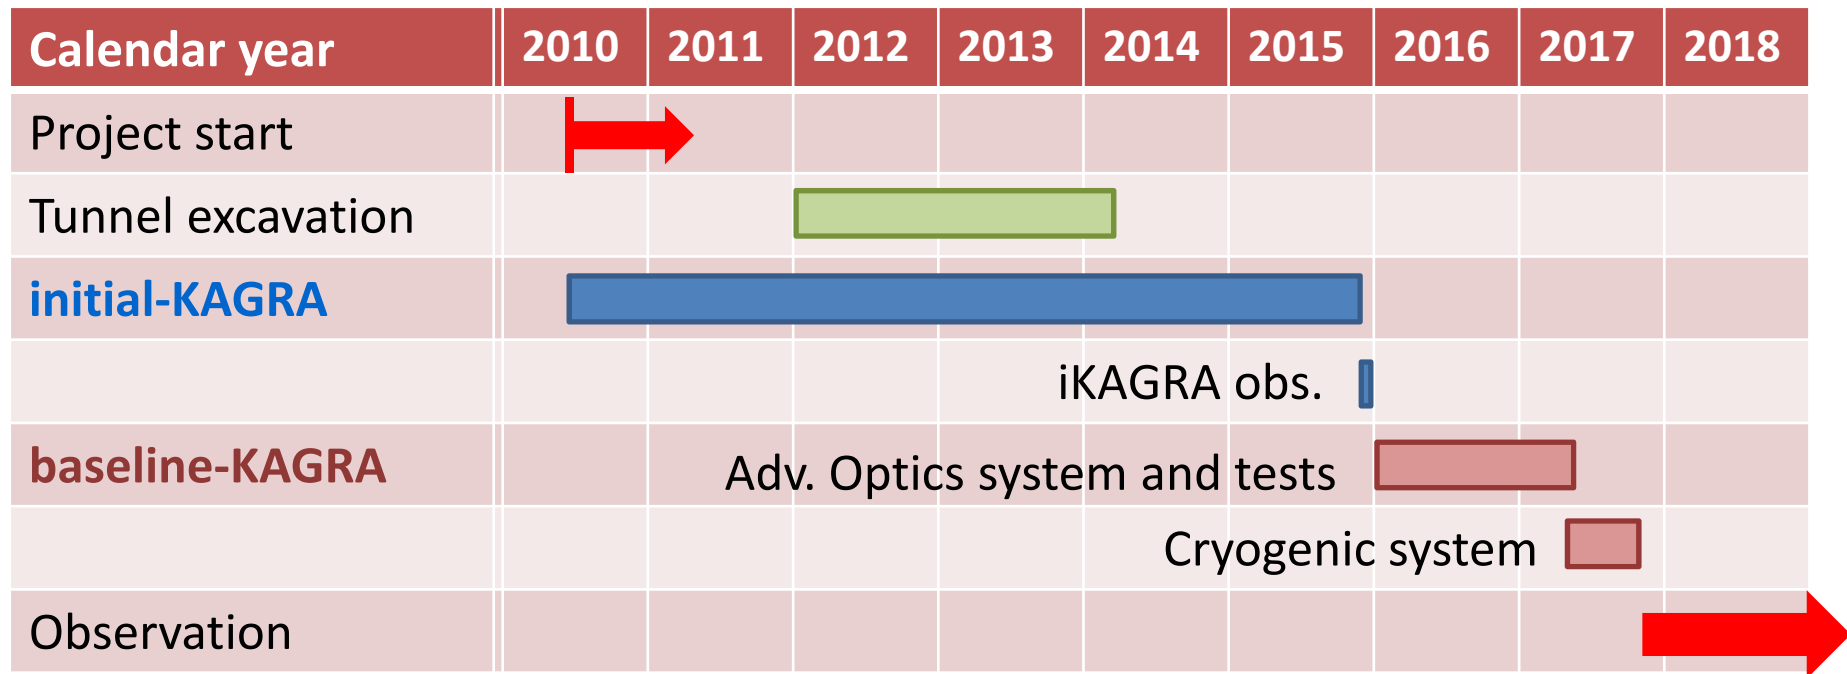 Calendar year 2010 2011 2012 2013 2014 2015 2016 2017 2018
Project start
Tunnel excavation
initial-KAGRA
iKAGRA obs.
baseline-KAGRA Adv. Optics system and tests
Cryogenic system
Observation